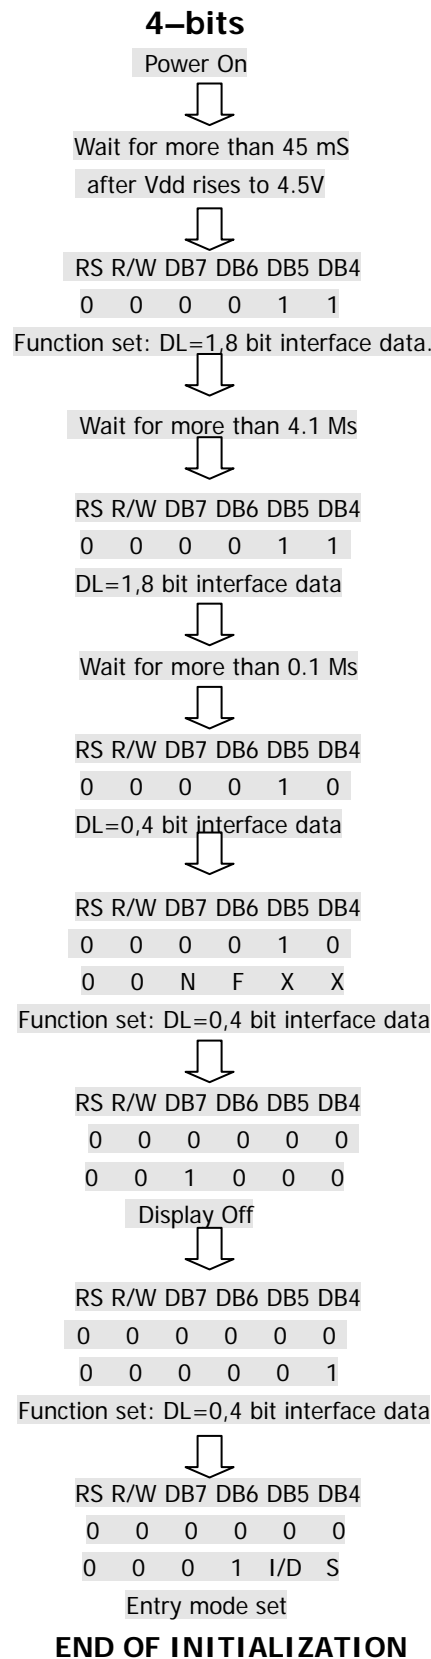 4–bits
Power On
Wait for more than 45 mS
after Vdd rises to 4.5V
RS R/W DB7 DB6 DB5 DB4
0 0 0 0 1 1
Function set: DL=1,8 bit interface data.
Wait for more than 4.1 Ms
RS R/W DB7 DB6 DB5 DB4
0 0 0 0 1 1
DL=1,8 bit interface data
Wait for more than 0.1 Ms
RS R/W DB7 DB6 DB5 DB4
0 0 0 0 1 0
DL=0,4 bit interface data
RS R/W DB7 DB6 DB5 DB4
0 0 0 0 1 0
0 0 N F X X
Function set: DL=0,4 bit interface data
RS R/W DB7 DB6 DB5 DB4
0 0 0 0 0 0
0 0 1 0 0 0
Display Off
RS R/W DB7 DB6 DB5 DB4
0 0 0 0 0 0
0 0 0 0 0 1
Function set: DL=0,4 bit interface data
RS R/W DB7 DB6 DB5 DB4
0 0 0 0 0 0
0 0 0 1 I/D S
Entry mode set
END OF INITIALIZATION